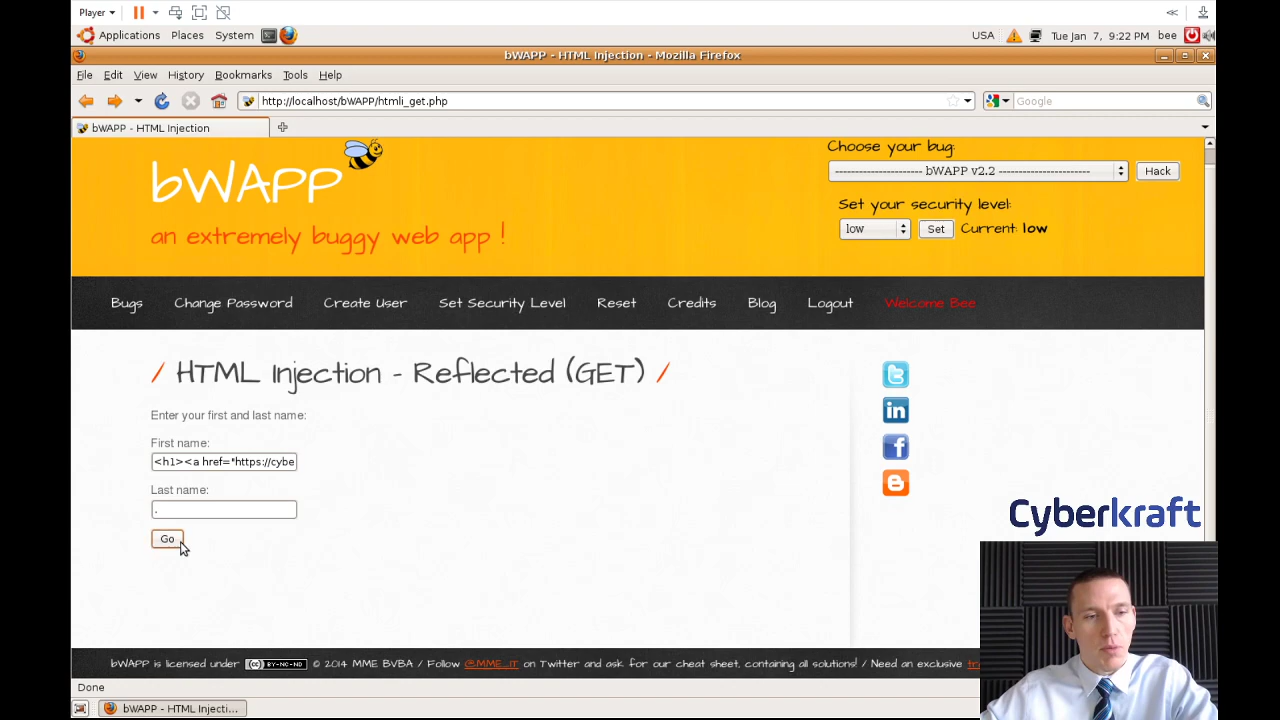 Player
Applications Places System
USA Tue Jan 7, 9:22 PM bee
bWAPP - HTML Injection - Mozilla Firefox
File Edit View History Bookmarks Tools Help
http://localhost/bWAPP/htmli_get.php
Google
bWAPP - HTML Injection
Choose your bug:
bWAPP
---------------------- bWAPP v2.2 ----------------------- Hack
Set your security level:
low Set Current: low
an extremely buggy web app !
Bugs Change Password Create User Set Security Level Reset Credits Blog Logout Welcome Bee
/ HTML Injection - Reflected (GET) /
Enter your first and last name:
First name:
<h1><a href="https://cybe
Last name:
.
Go
Cyberkraft
bWAPP is licensed under BY-NC-ND © 2014 MME BVBA / Follow @MME_IT on Twitter and ask for our cheat sheet, containing all solutions! / Need an exclusive
Done
bWAPP - HTML Injecti...